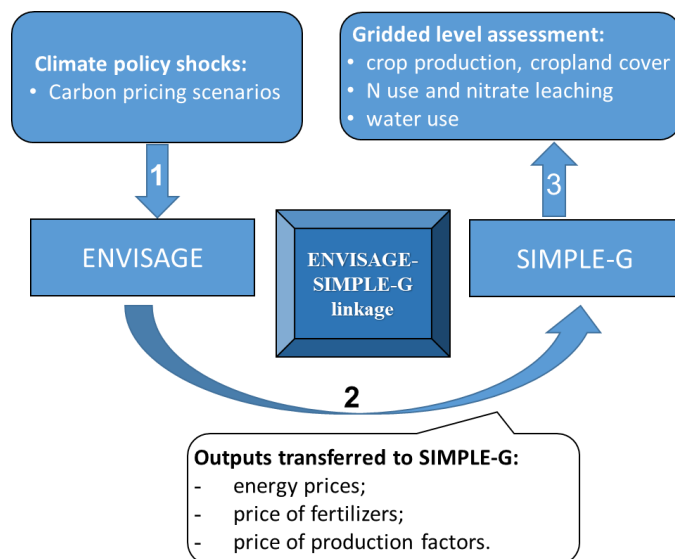 Climate policy shocks:
• Carbon pricing scenarios
Gridded level assessment:
• crop production, cropland cover
• N use and nitrate leaching
• water use
1
3
ENVISAGE
ENVISAGE-
SIMPLE-G
linkage
SIMPLE-G
2
Outputs transferred to SIMPLE-G:
- energy prices;
- price of fertilizers;
- price of production factors.